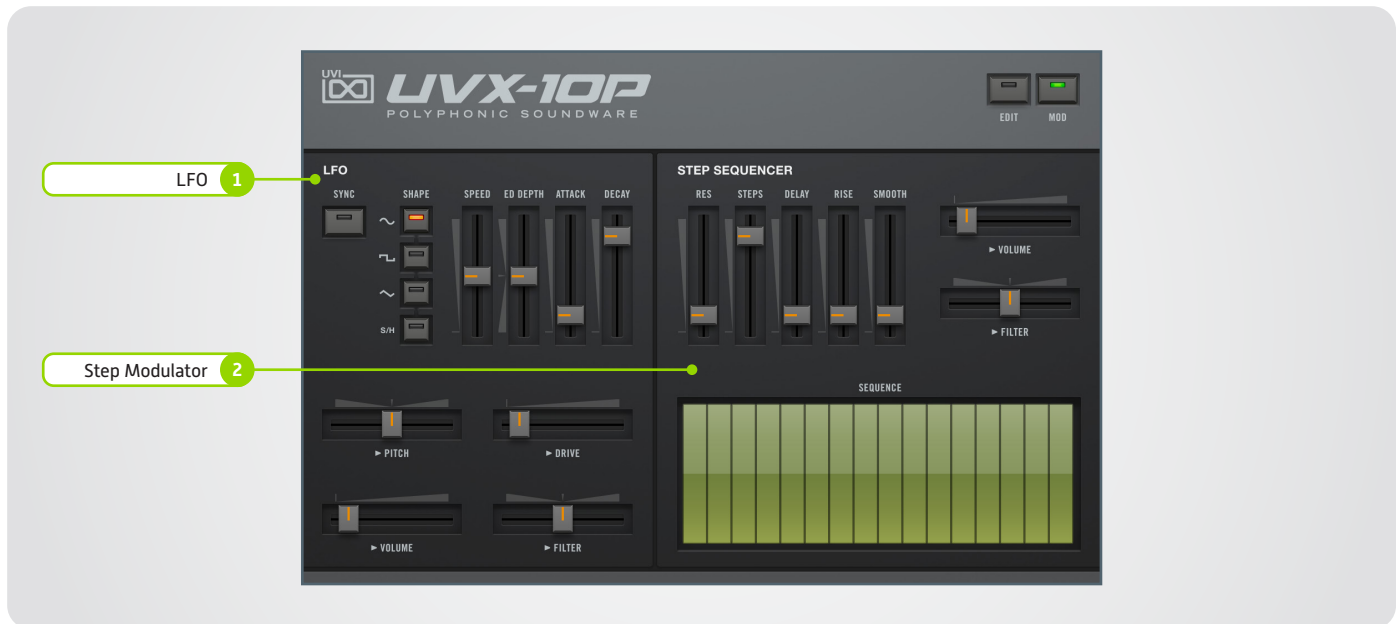 UVI
UVX-10P
POLYPHONIC SOUNDWARE
EDIT MOD
LFO 1
LFO
SYNC SHAPE SPEED ED DEPTH ATTACK DECAY
S/H
STEP SEQUENCER
RES STEPS DELAY RISE SMOOTH
► VOLUME
► FILTER
Step Modulator 2
► PITCH ► DRIVE
► VOLUME ► FILTER
SEQUENCE